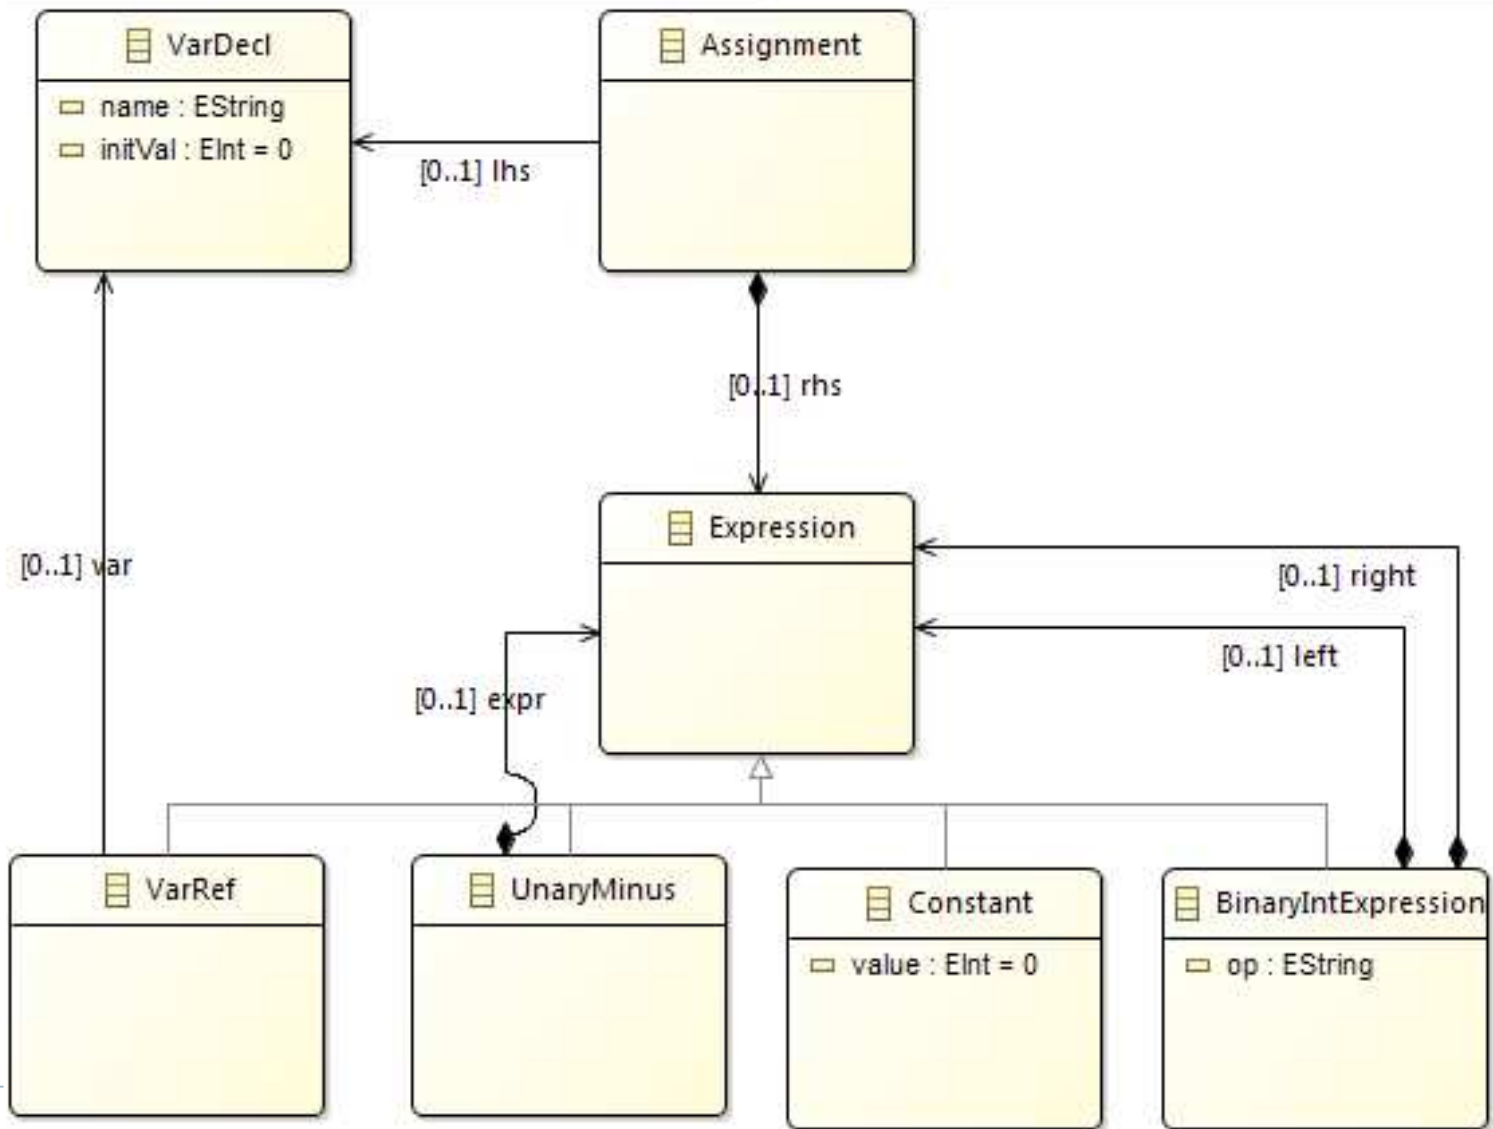 VarDecl
name : EString
initVal : EInt = 0
Assignment
[0..1] lhs
[0..1] rhs
Expression
[0..1] var
[0..1] right
[0..1] left
[0..1] expr
VarRef
UnaryMinus
Constant
value : EInt = 0
BinaryIntExpression
op : EString